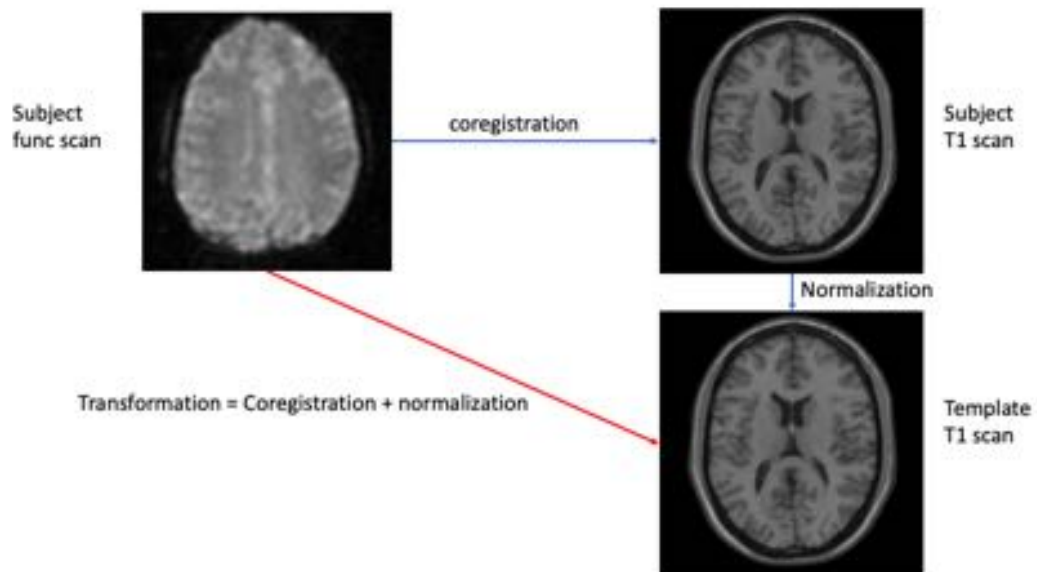 Subject
func scan
coregistration
Subject
T1 scan
Normalization
Transformation = Coregistration + normalization
Template
T1 scan